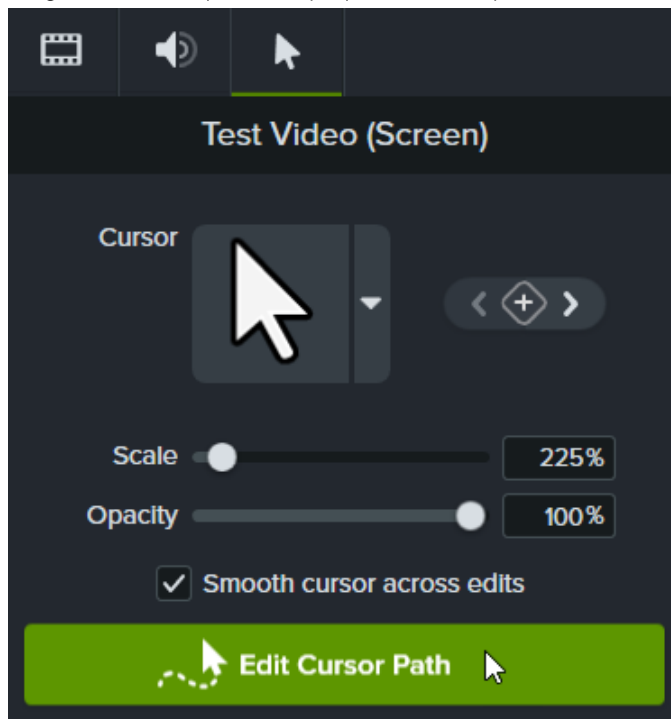 Test Video (Screen)
Cursor
Scale 225%
Opacity 100%
Smooth cursor across edits
Edit Cursor Path